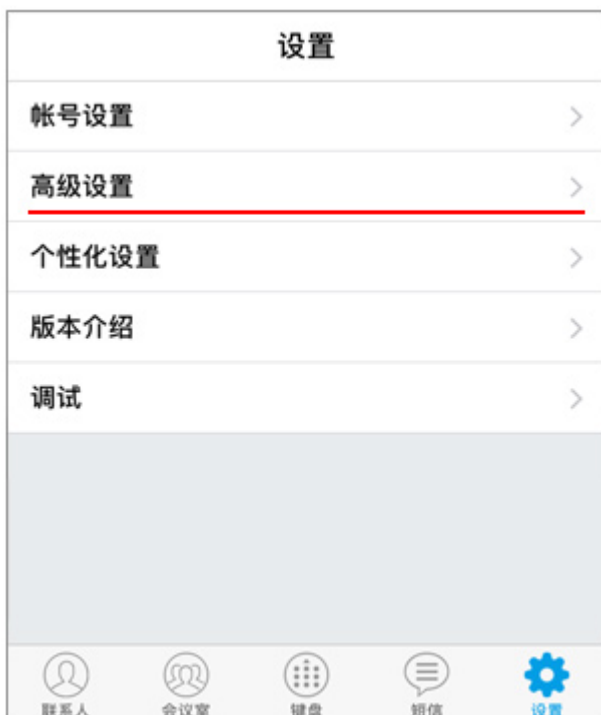 设置
帐号设置
高级设置
个性化设置
版本介绍
调试
联系人 会议室 键盘 短信 设置